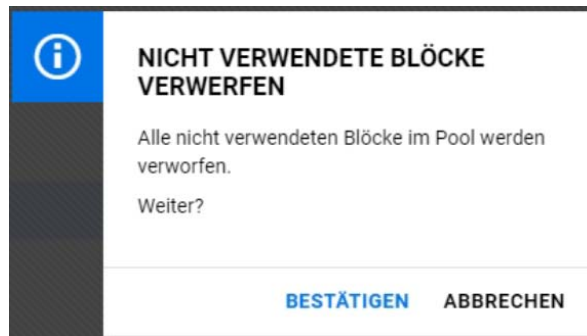 NICHT VERWENDETE BLÖCKE
VERWERFEN
Alle nicht verwendeten Blöcke im Pool werden
verworfen.
Weiter?
BESTÄTIGEN ABBRECHEN